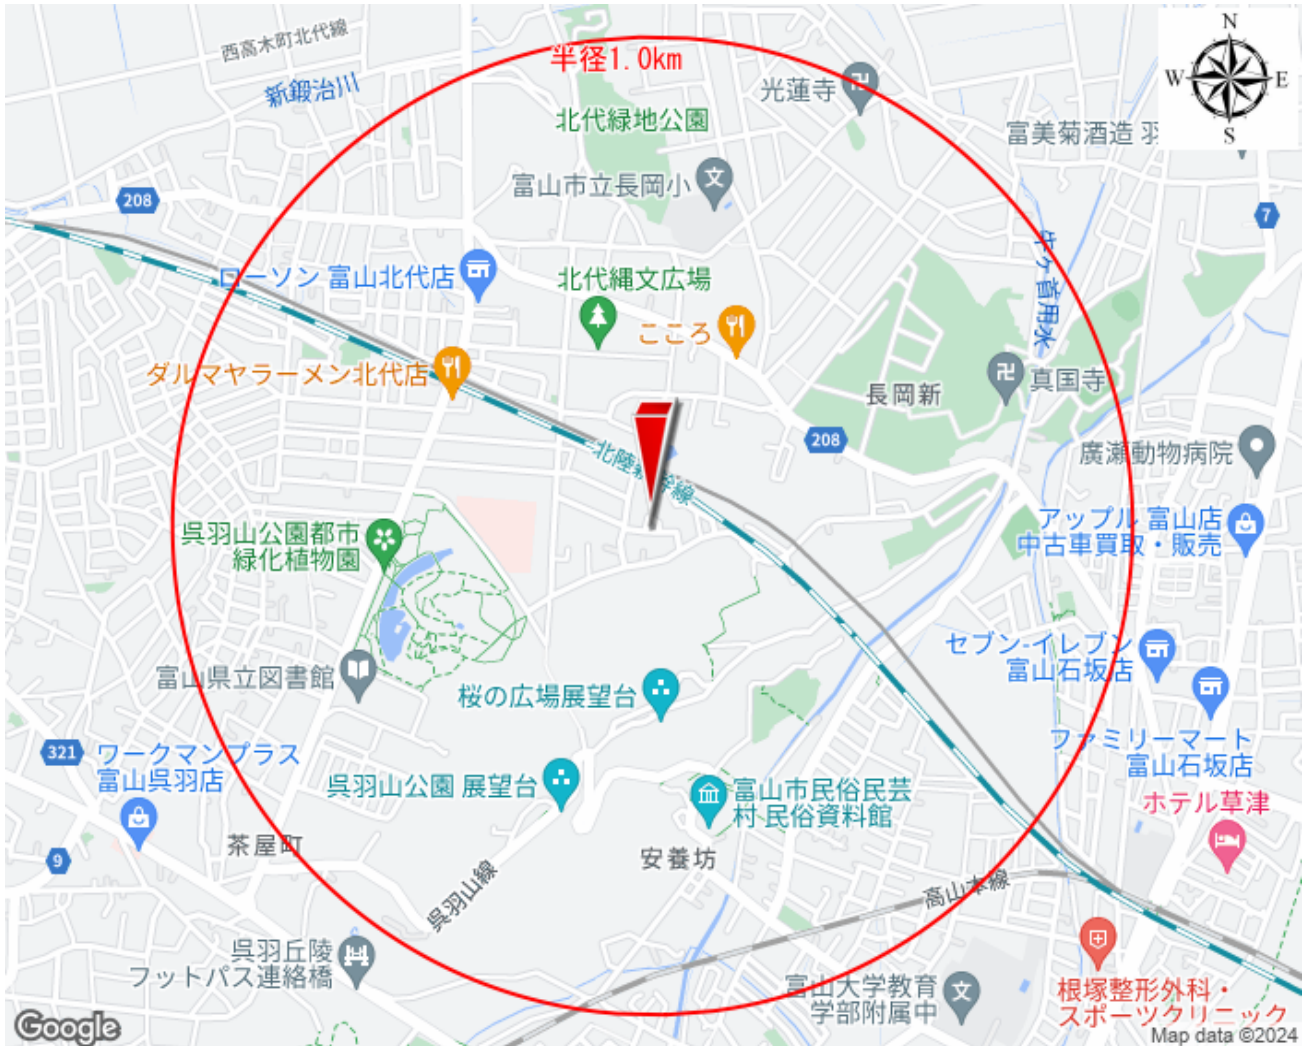 西高木町北代線
半径1.0km
N
W
E
S
新鍛治川
光蓮寺
北代緑地公園
富美菊酒造 羽
富山市立長岡小
208
7
牛ケ首用水
ローソン 富山北代店
北代縄文広場
こころ
ダルマヤラーメン北代店
真国寺
長岡新
208
廣瀬動物病院
北陸新幹線
アップル 富山店
中古車買取・販売
呉羽山公園都市
緑化植物園
セブン-イレブン
富山石坂店
富山県立図書館
桜の広場展望台
321
ワークマンプラス
富山呉羽店
ファミリーマート
富山石坂店
呉羽山公園 展望台
富山市民俗民芸
村 民俗資料館
ホテル草津
茶屋町
9
安養坊
呉羽山線
高山本線
呉羽丘陵
フットパス連絡橋
富山大学教育
学部附属中
根塚整形外科・
スポーツクリニック
Google
Map data ©2024